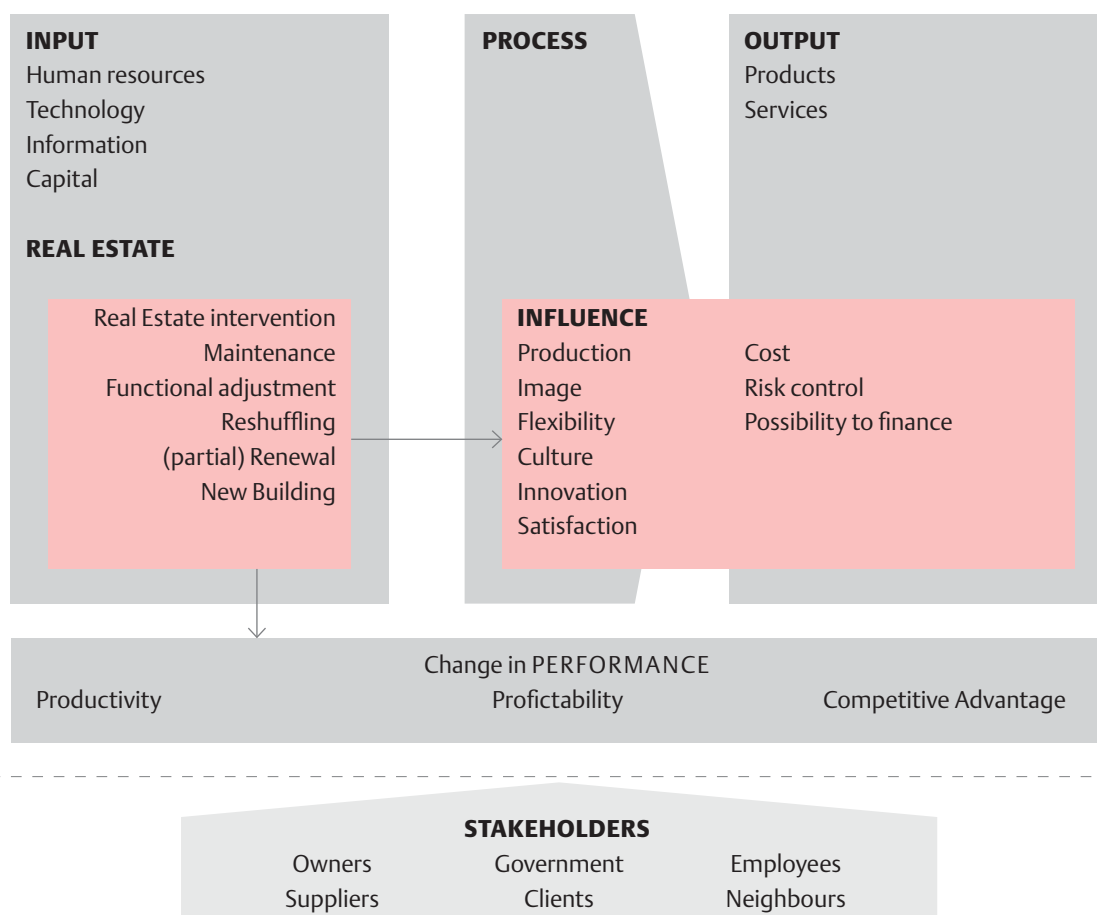 INPUT
Human resources
Technology
Information
Capital
REAL ESTATE
Real Estate intervention
Maintenance
Functional adjustment
Reshuffling
(partial) Renewal
New Building
PROCESS
OUTPUT
Products
Services
INFLUENCE
Production
Image
Flexibility
Culture
Innovation
Satisfaction
Cost
Risk control
Possibility to finance
Change in PERFORMANCE
Productivity Profictability Competitive Advantage
STAKEHOLDERS
Owners Government Employees
Suppliers Clients Neighbours